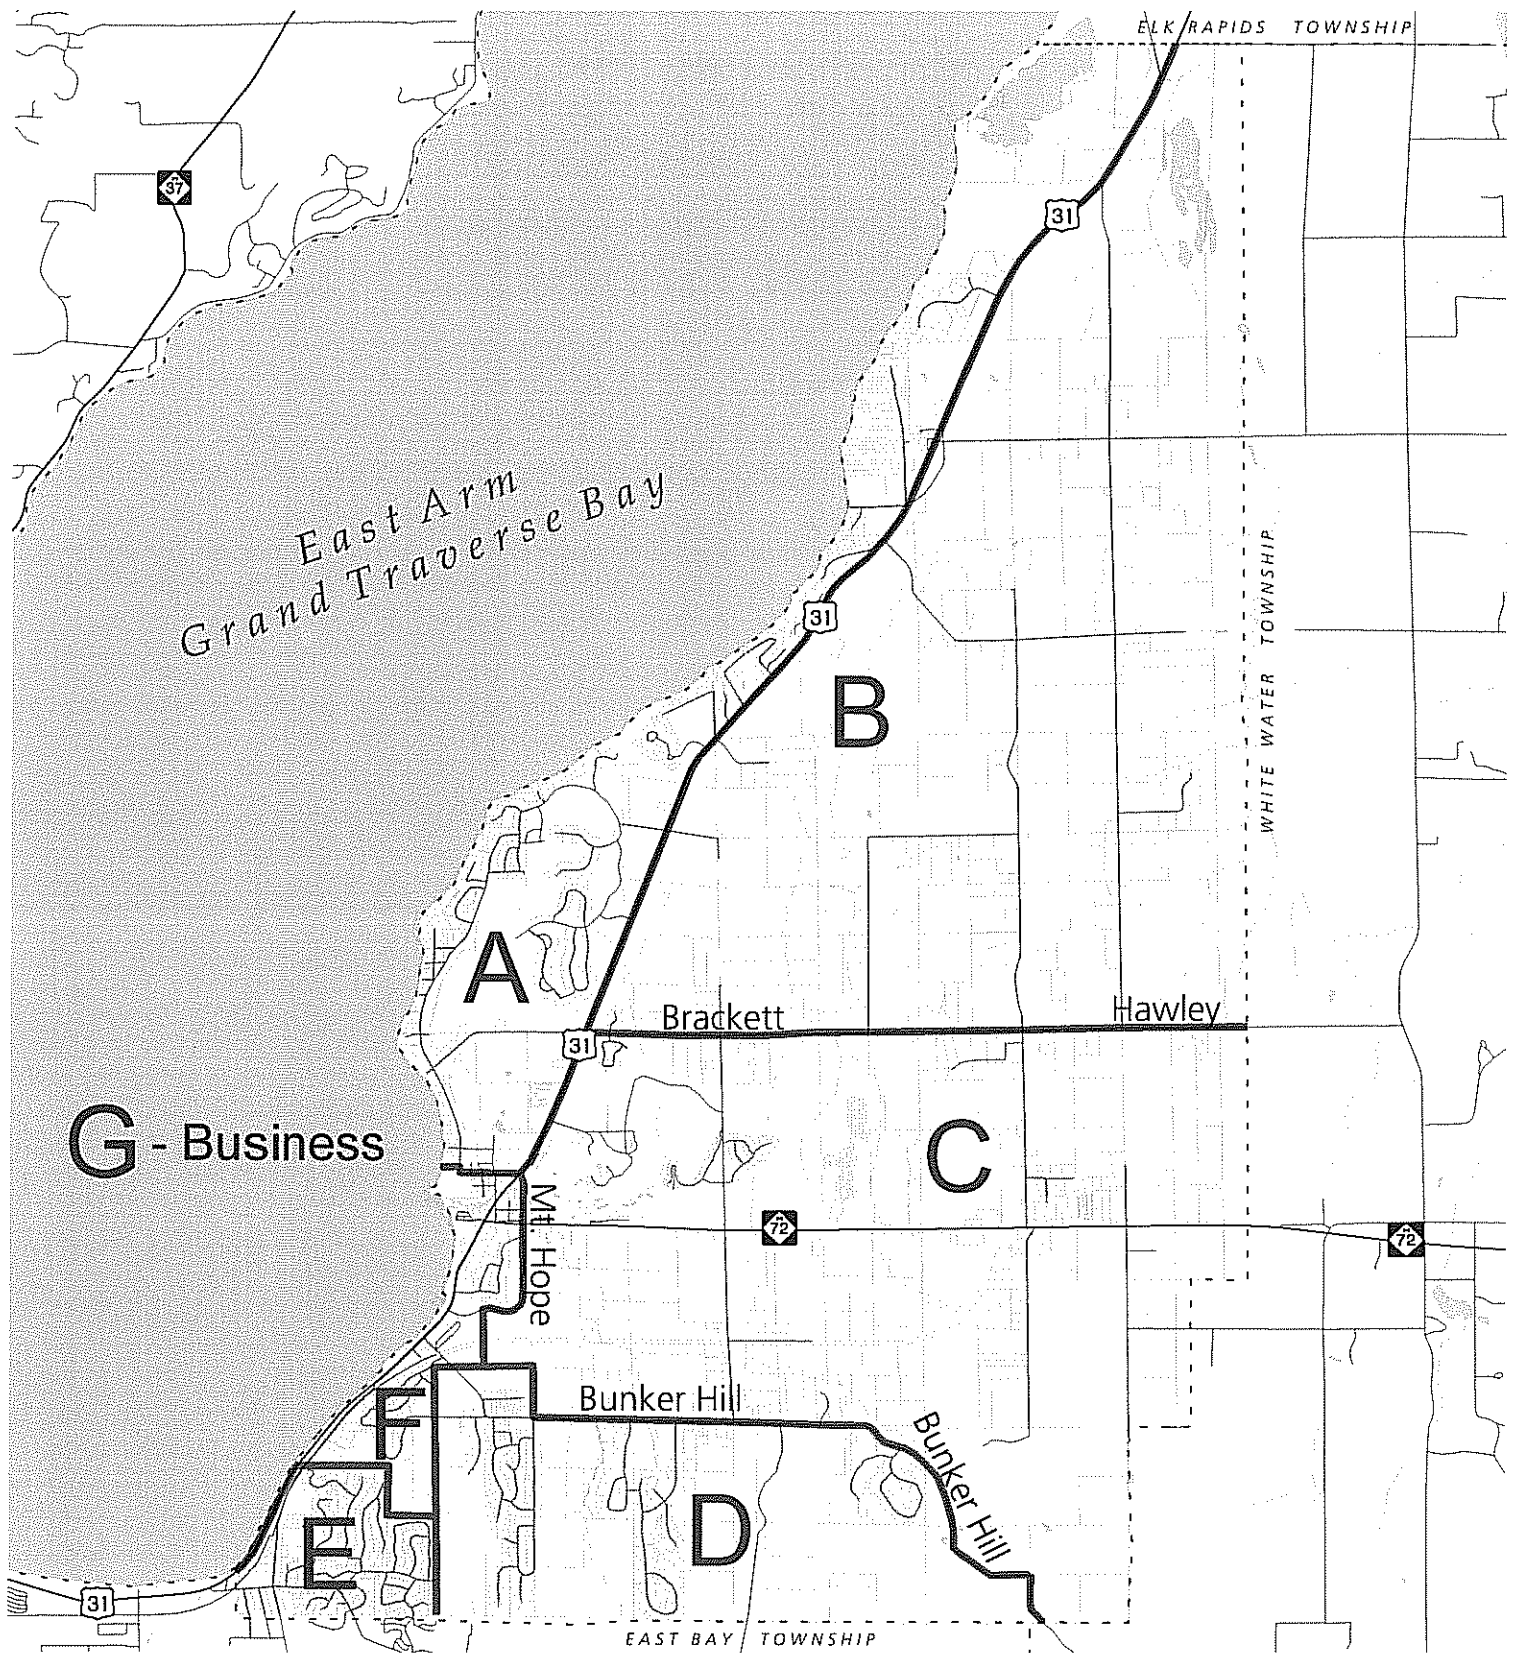 ELK RAPIDS TOWNSHIP
37
31
East Arm
Grand Traverse Bay
31
WHITE WATER TOWNSHIP
B
A
Brackett
Hawley
31
G - Business
C
Mt. Hope
72
72
Bunker Hill
F
Bunker Hill
D
E
31
EAST BAY TOWNSHIP